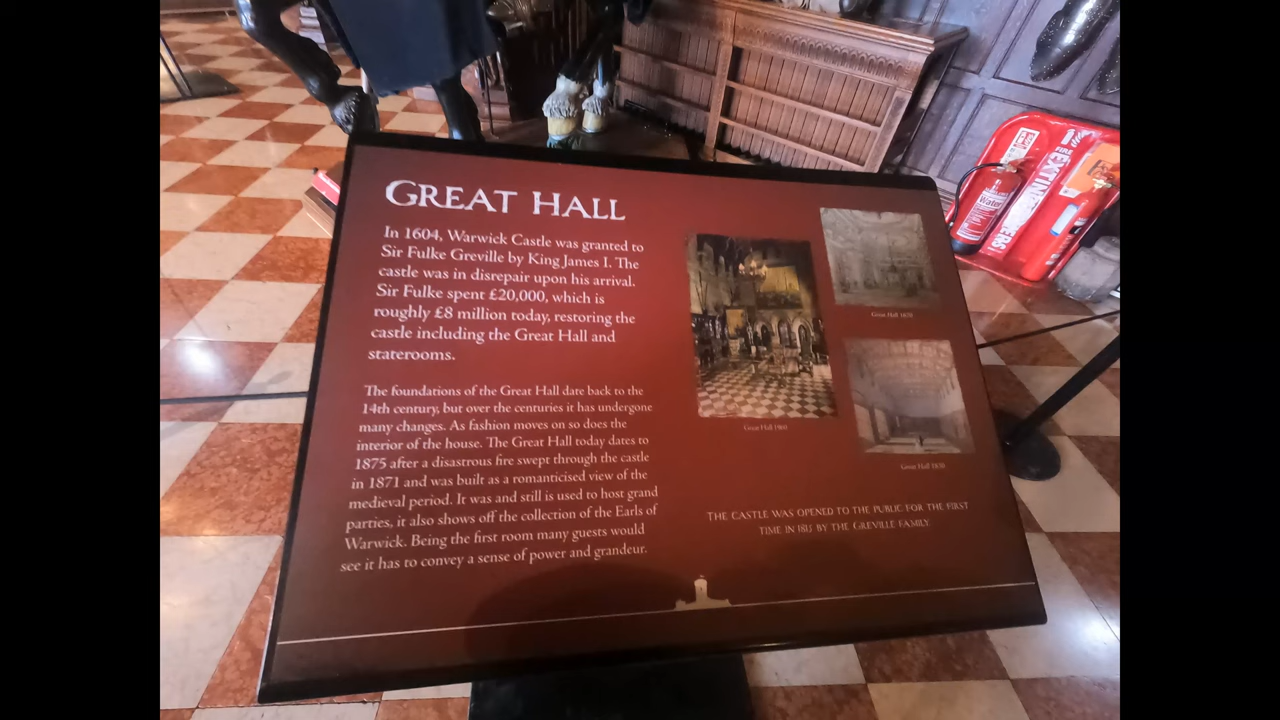 GREAT HALL
In 1604, Warwick Castle was granted to
Sir Fulke Greville by King James I. The
castle was in disrepair upon his arrival.
Sir Fulke spent £20,000, which is
roughly £8 million today, restoring the
castle including the Great Hall and
staterooms.
The foundations of the Great Hall date back to the
14th century, but over the centuries it has undergone
many changes. As fashion moves on so does the
interior of the house. The Great Hall today dates to
1875 after a disastrous fire swept through the castle
in 1871 and was built as a romanticised view of the
medieval period. It was and still is used to host grand
parties, it also shows off the collection of the Earls of
Warwick. Being the first room many guests would
see it has to convey a sense of power and grandeur.
Great Hall
Great Hall
Great Hall
THE CASTLE WAS OPENED TO THE PUBLIC FOR THE FIRST
TIME IN 1815 BY THE GREVILLE FAMILY.
Water
FIRE
EXTINGUISHERS